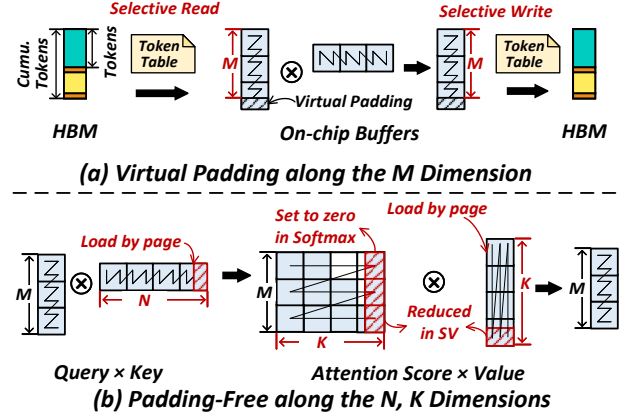 Selective Read
Selective Write
Cumu.
Tokens
Tokens
Token
Table
M
Virtual Padding
M
Token
Table
HBM
On-chip Buffers
HBM
(a) Virtual Padding along the M Dimension
Load by page
Set to zero
in Softmax
Load by page
M
N
M
K
Reduced
in SV
K
M
Query × Key
Attention Score × Value
(b) Padding-Free along the N, K Dimensions